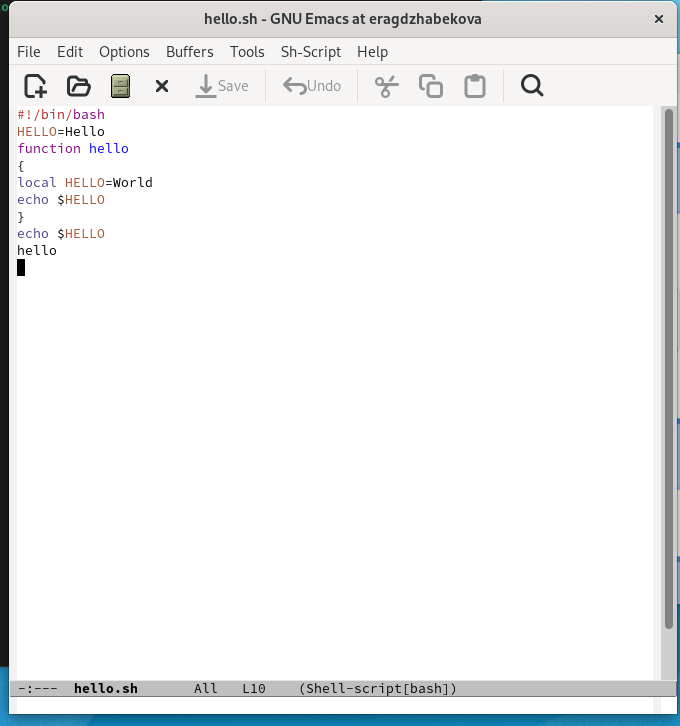 hello.sh - GNU Emacs at eragdzhabekova
File Edit Options Buffers Tools Sh-Script Help
Save Undo
#!/bin/bash
HELLO=Hello
function hello
{
local HELLO=World
echo $HELLO
}
echo $HELLO
hello
-:--- hello.sh All L10 (Shell-script[bash])